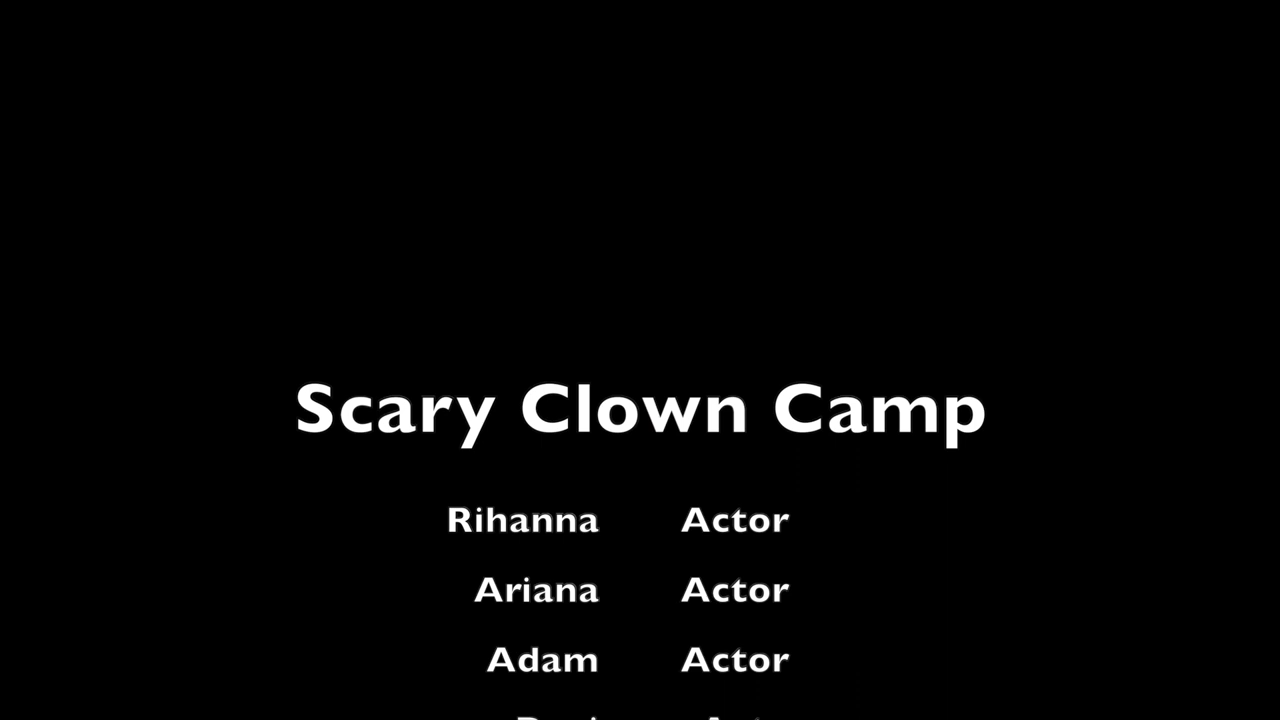 Scary Clown Camp
Rihanna Actor
Ariana Actor
Adam Actor